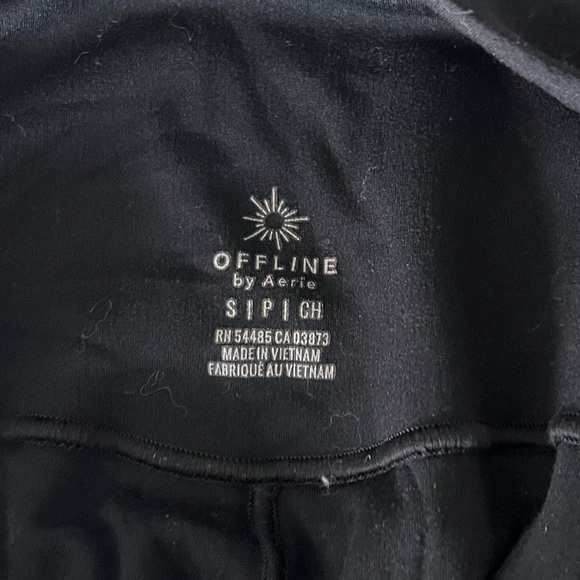 OFFLINE
by Aerie
S | P | CH
RN 54485 CA 03873
MADE IN VIETNAM
FABRIQUÉ AU VIETNAM